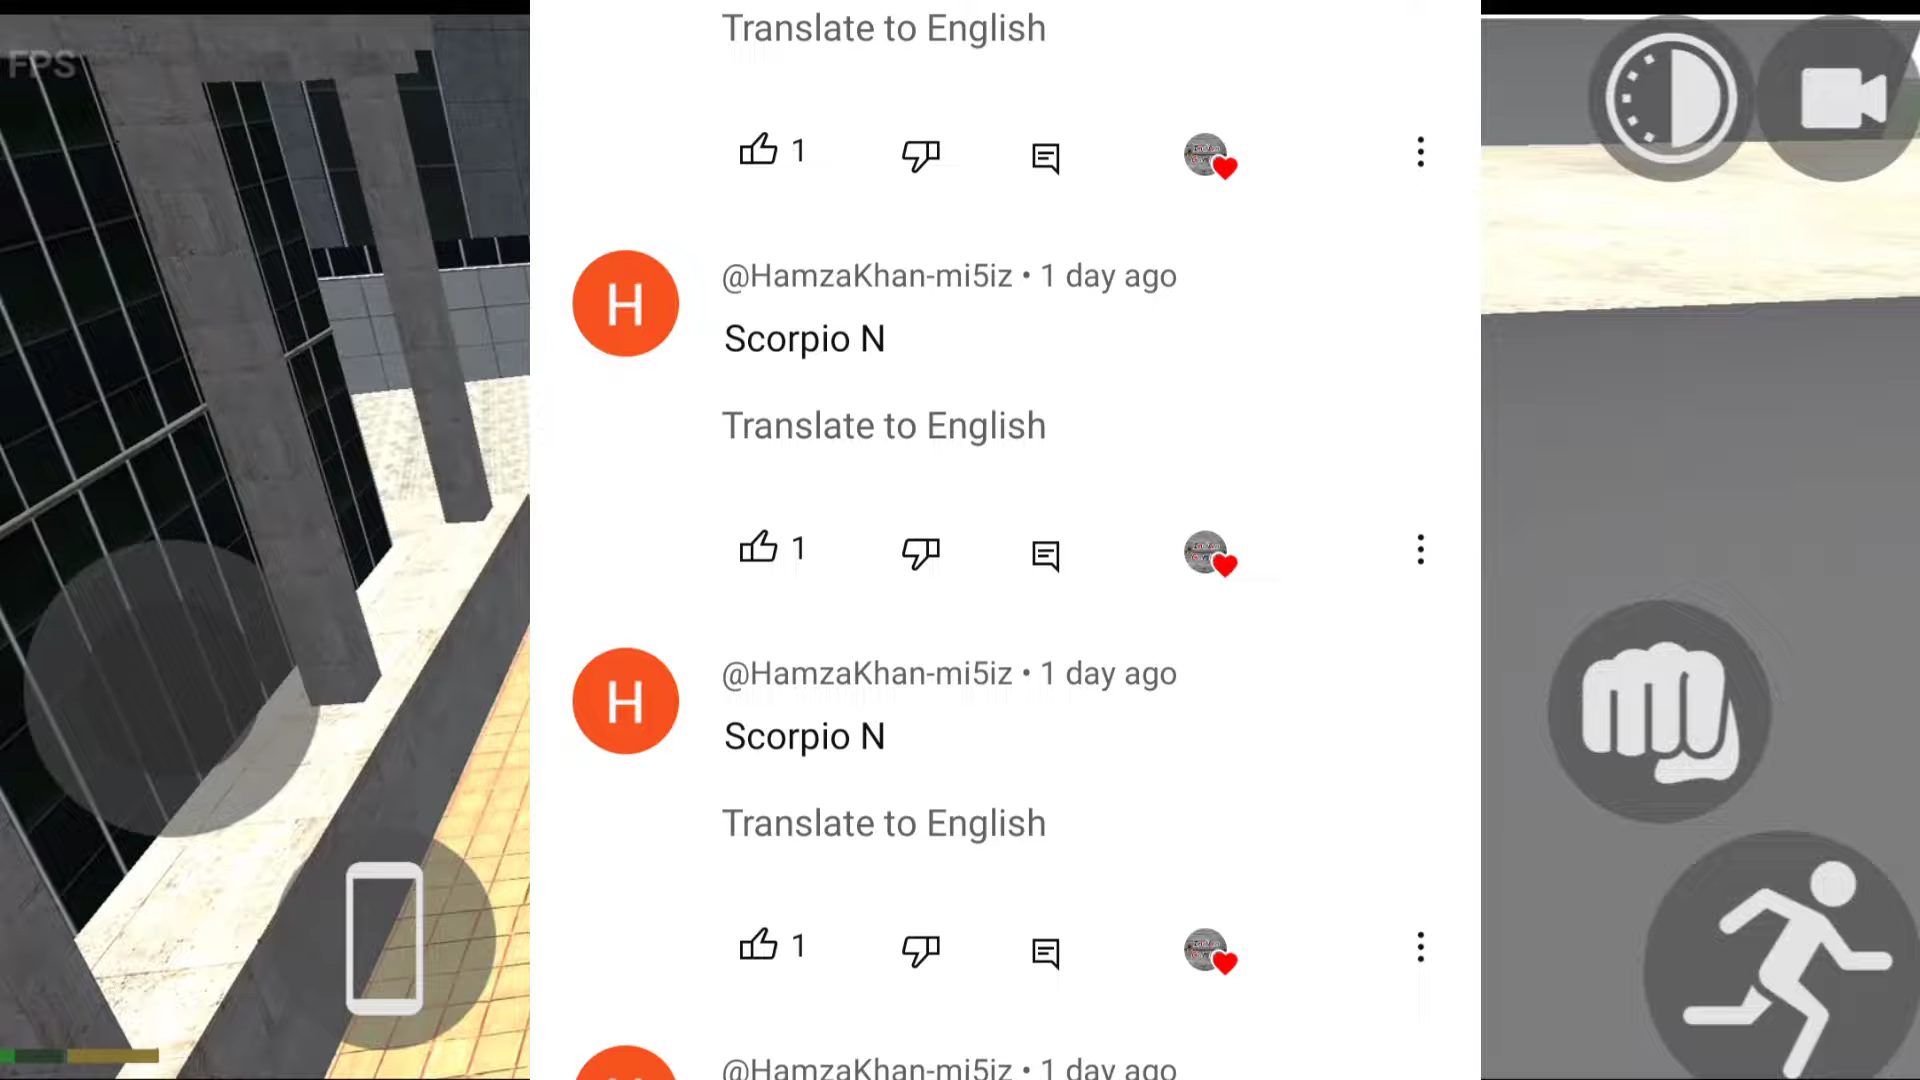 FPS
Translate to English
1
@HamzaKhan-mi5iz • 1 day ago
H
Scorpio N
Translate to English
1
@HamzaKhan-mi5iz • 1 day ago
H
Scorpio N
Translate to English
1
@HamzaKhan-mi5iz • 1 day ago